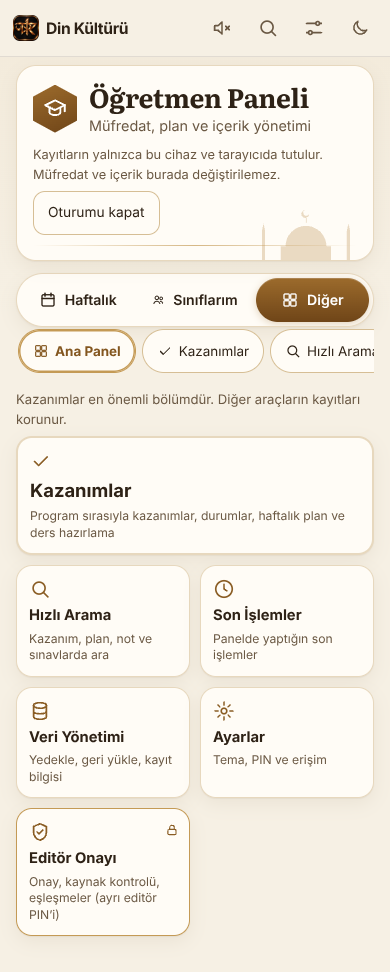 Din Kültürü
Öğretmen Paneli
Müfredat, plan ve içerik yönetimi
Kayıtların yalnızca bu cihaz ve tarayıcıda tutulur.
Müfredat ve içerik burada değiştirilemez.
Oturumu kapat
Haftalık
Sınıflarım
Diğer
Ana Panel
Kazanımlar
Hızlı Arama
Kazanımlar en önemli bölümdür. Diğer araçların kayıtları
korunur.
Kazanımlar
Program sırasıyla kazanımlar, durumlar, haftalık plan ve
ders hazırlama
Hızlı Arama
Kazanım, plan, not ve
sınavlarda ara
Son İşlemler
Panelde yaptığın son
işlemler
Veri Yönetimi
Yedekle, geri yükle, kayıt
bilgisi
Ayarlar
Tema, PIN ve erişim
Editör Onayı
Onay, kaynak kontrolü,
eşleşmeler (ayrı editör
PIN'i)